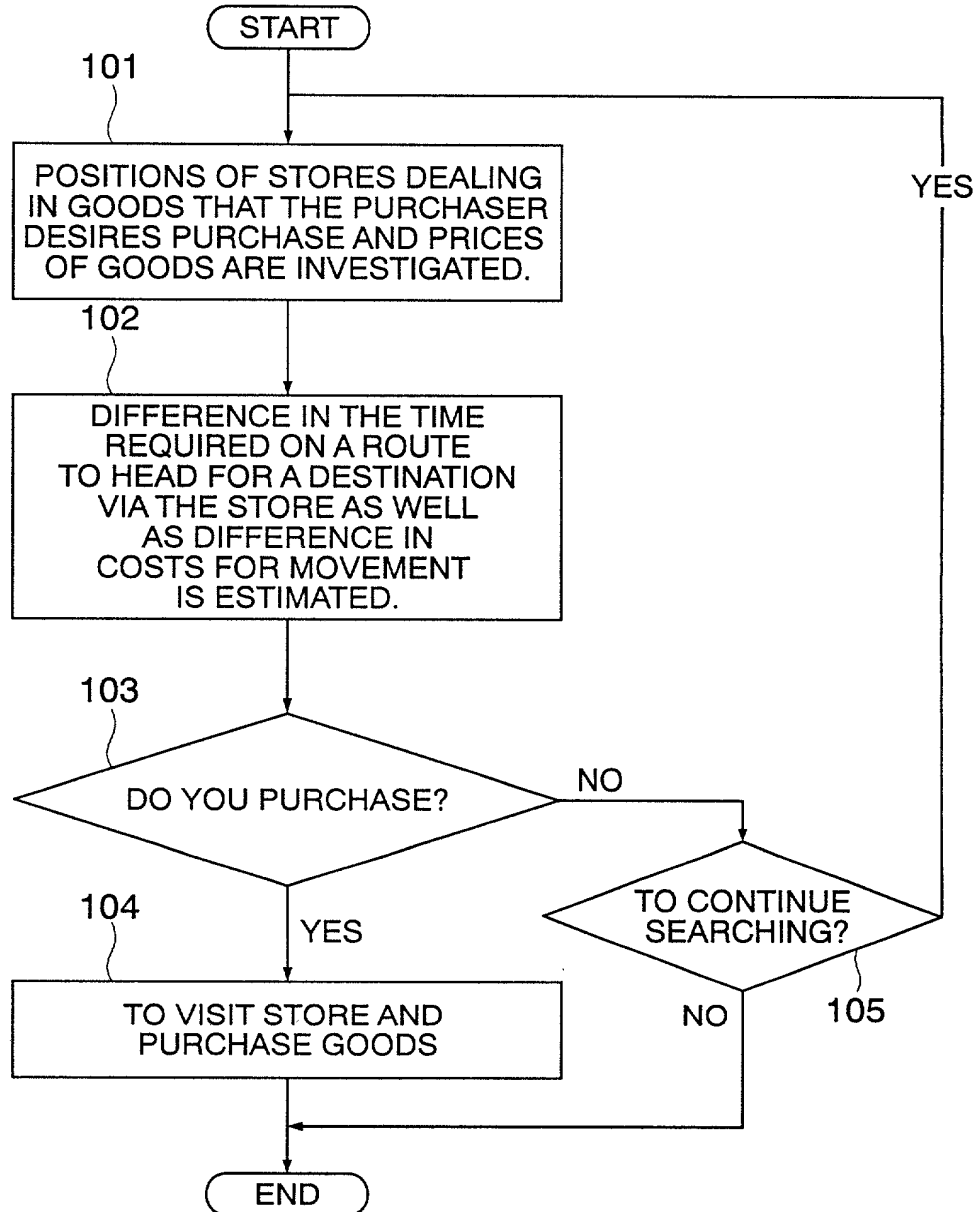 START
101
POSITIONS OF STORES DEALING
IN GOODS THAT THE PURCHASER
DESIRES PURCHASE AND PRICES
OF GOODS ARE INVESTIGATED.
YES
102
DIFFERENCE IN THE TIME
REQUIRED ON A ROUTE
TO HEAD FOR A DESTINATION
VIA THE STORE AS WELL
AS DIFFERENCE IN
COSTS FOR MOVEMENT
IS ESTIMATED.
103
DO YOU PURCHASE?
NO
TO CONTINUE
SEARCHING?
105
NO
YES
104
TO VISIT STORE AND
PURCHASE GOODS
END